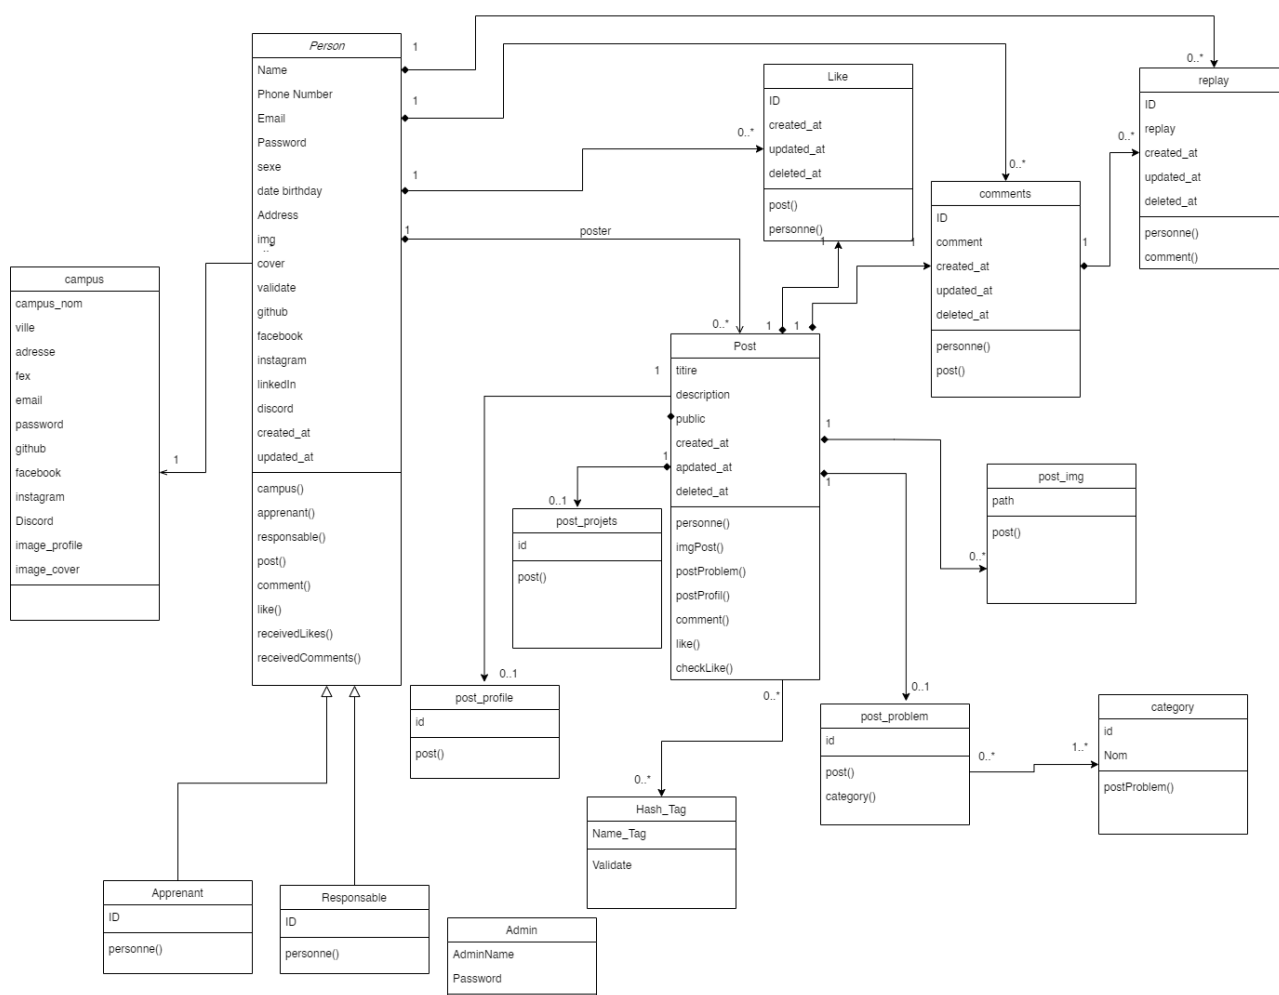 Person
Name
Phone Number
Email
Password
sexe
date birthday
Address
img
cover
validate
github
facebook
instagram
linkedIn
discord
created_at
updated_at
campus()
apprenant()
responsable()
post()
comment()
like()
receivedLikes()
receivedComments()
1
1
1
1
poster
0..*
0..*
0..*
0..*
Like
ID
created_at
updated_at
deleted_at
post()
personne()
1
replay
ID
replay
created_at
updated_at
deleted_at
personne()
comment()
0..*
comments
ID
comment
created_at
updated_at
deleted_at
personne()
post()
1
1
campus
campus_nom
ville
adresse
fex
email
password
github
facebook
instagram
Discord
image_profile
image_cover
1
Post
titire
description
public
created_at
apdated_at
deleted_at
personne()
imgPost()
postProblem()
postProfil()
comment()
like()
checkLike()
1
1
1
1
1
1
post_img
path
post()
0..*
post_projets
id
post()
0..1
post_profile
id
post()
0..1
post_problem
id
post()
category()
0..1
0..*
1..*
category
id
Nom
postProblem()
0..*
0..*
Hash_Tag
Name_Tag
Validate
Apprenant
ID
personne()
Responsable
ID
personne()
Admin
AdminName
Password